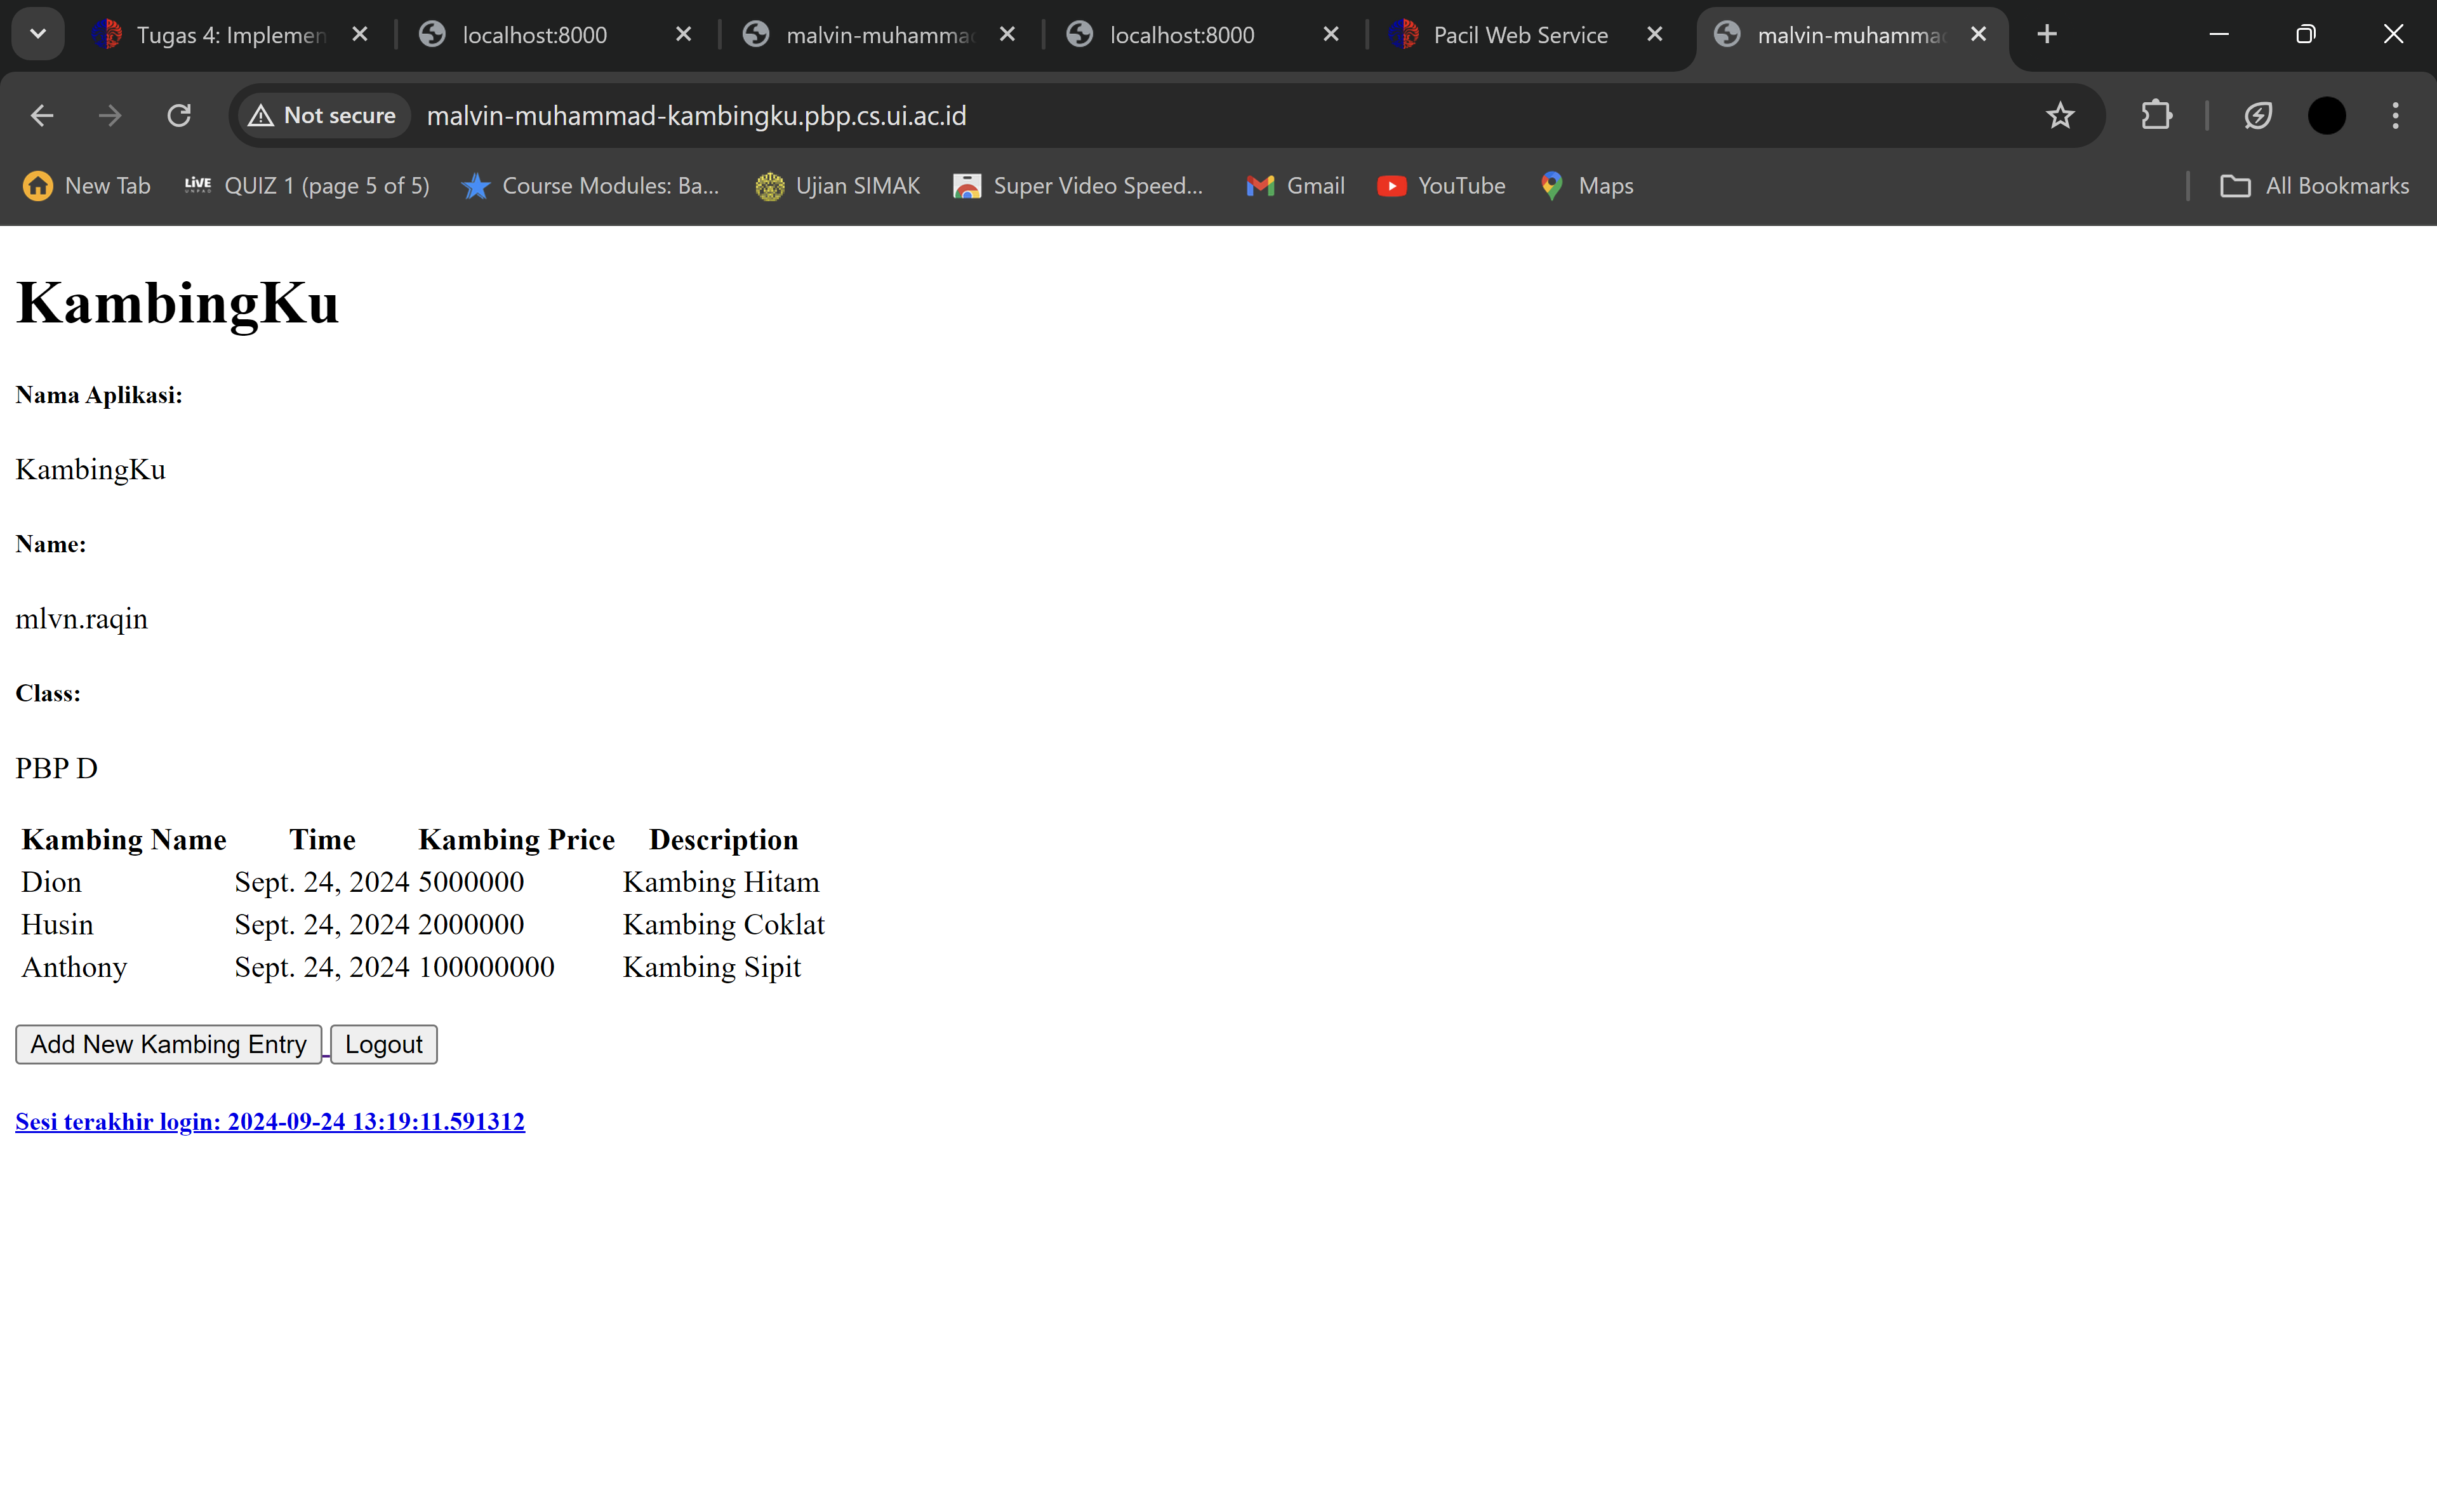 Tugas 4: Implemen
localhost:8000
malvin-muhammad
localhost:8000
Pacil Web Service
malvin-muhammad
Not secure
malvin-muhammad-kambingku.pbp.cs.ui.ac.id
New Tab
LIVE UNPAD
QUIZ 1 (page 5 of 5)
Course Modules: Ba...
Ujian SIMAK
Super Video Speed...
Gmail
YouTube
Maps
All Bookmarks
KambingKu
Nama Aplikasi:
KambingKu
Name:
mlvn.raqin
Class:
PBP D
Kambing Name Time Kambing Price Description
Dion Sept. 24, 2024 5000000 Kambing Hitam
Husin Sept. 24, 2024 2000000 Kambing Coklat
Anthony Sept. 24, 2024 100000000 Kambing Sipit
Add New Kambing Entry Logout
Sesi terakhir login: 2024-09-24 13:19:11.591312